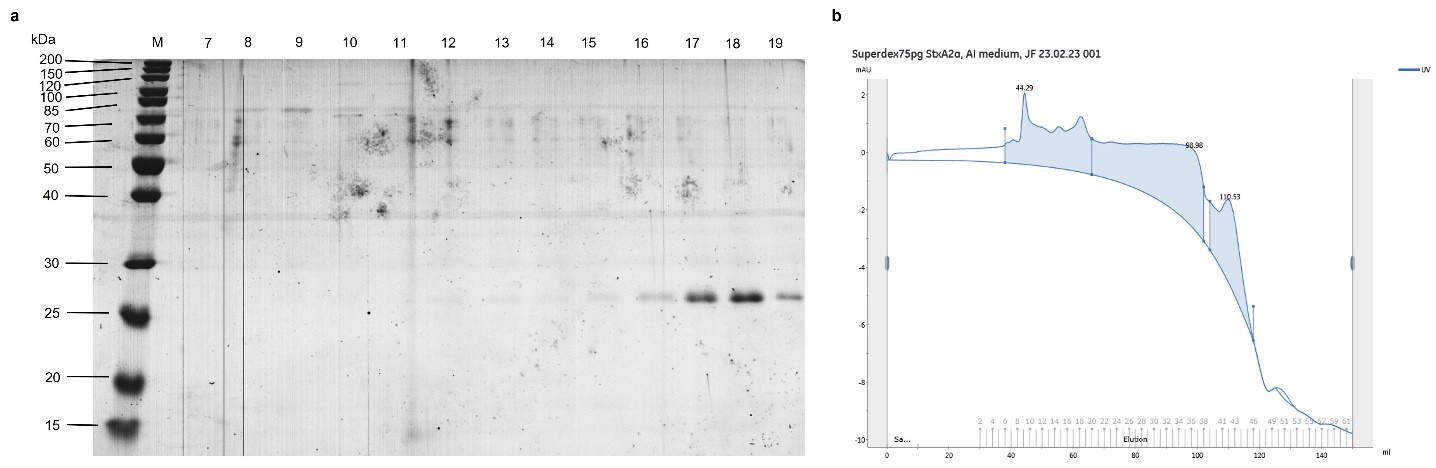 a
kDa M 7 8 9 10 11 12 13 14 15 16 17 18 19
200
150
120
100
85
70
60
50
40
30
25
20
15
b
Superdex75pg StxA2a, AI medium, JF 23.02.23 001
mAU
UV
2
0
-2
-4
-6
-8
-10
44.29
98.98
110.53
2 4 6 8 10 12 14 16 18 20 22 24 26 28 30 32 34 36 38 41 43 46 49 51 53 55 57 59 61
Sa... Elution
0 20 40 60 80 100 120 140 ml